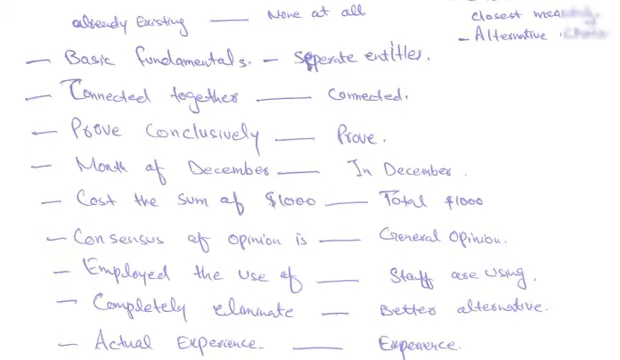 already Existing — None at all
closest
- Alternative
- Basic fundamentals. - Seperate entitles.
- Connected together — Connected.
- Prove Conclusively — Prove.
- Month of December — In December.
- Cost the sum of $1000 — Total $1000
- Consensus of opinion is — General Opinion.
- Employed the use of — Staff are using.
- Completely eliminate — Better alternative.
- Actual Experience. — Experience.